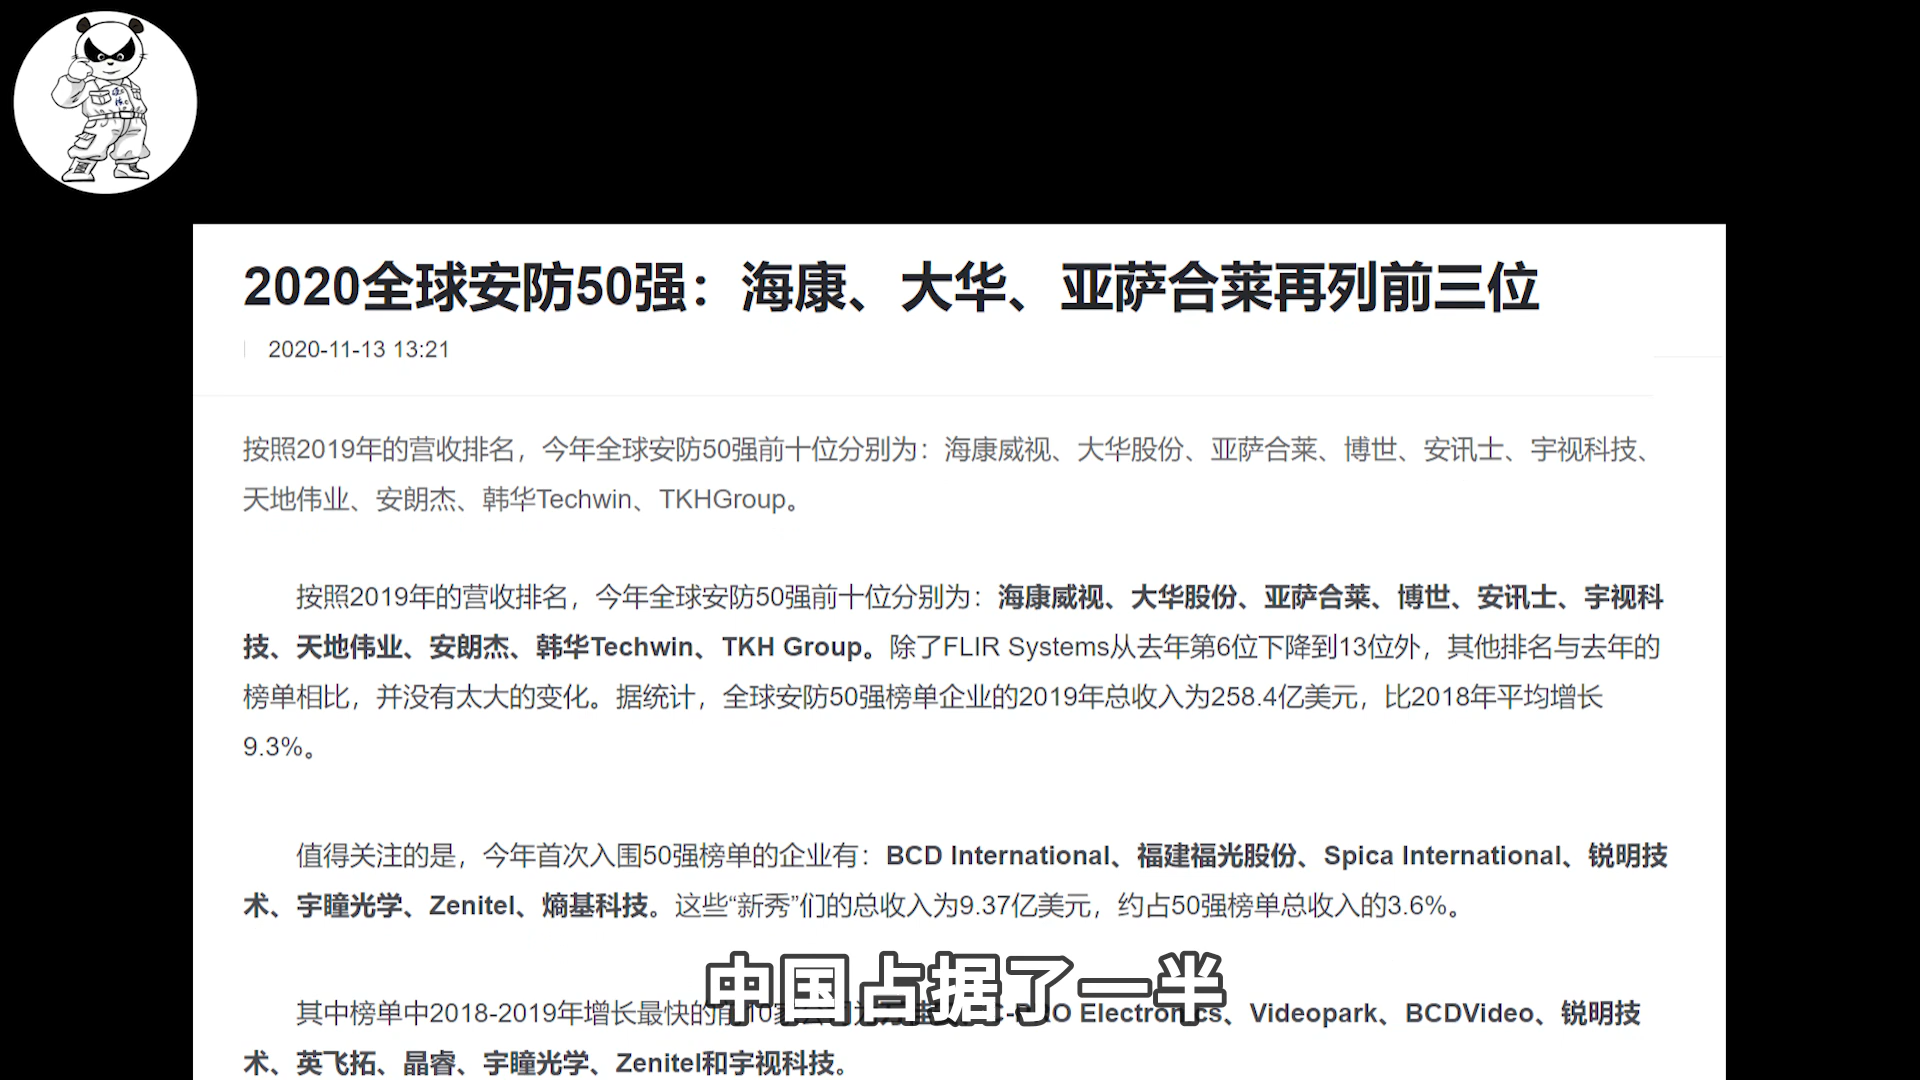 2020全球安防50强：海康、大华、亚萨合莱再列前三位
2020-11-13 13:21
按照2019年的营收排名，今年全球安防50强前十位分别为：海康威视、大华股份、亚萨合莱、博世、安讯士、宇视科技、
天地伟业、安朗杰、韩华Techwin、TKHGroup。
按照2019年的营收排名，今年全球安防50强前十位分别为：海康威视、大华股份、亚萨合莱、博世、安讯士、宇视科
技、天地伟业、安朗杰、韩华Techwin、TKH Group。除了FLIR Systems从去年第6位下降到13位外，其他排名与去年的
榜单相比，并没有太大的变化。据统计，全球安防50强榜单企业的2019年总收入为258.4亿美元，比2018年平均增长
9.3%。
值得关注的是，今年首次入围50强榜单的企业有：BCD International、福建福光股份、Spica International、锐明技
术、宇瞳光学、Zenitel、熵基科技。这些“新秀”们的总收入为9.37亿美元，约占50强榜单总收入的3.6%。
中国占据了一半
其中榜单中2018-2019年增长最快的前10家公司 Electronics、Videopark、BCDVideo、锐明技
术、英飞拓、晶睿、宇瞳光学、Zenitel和宇视科技。